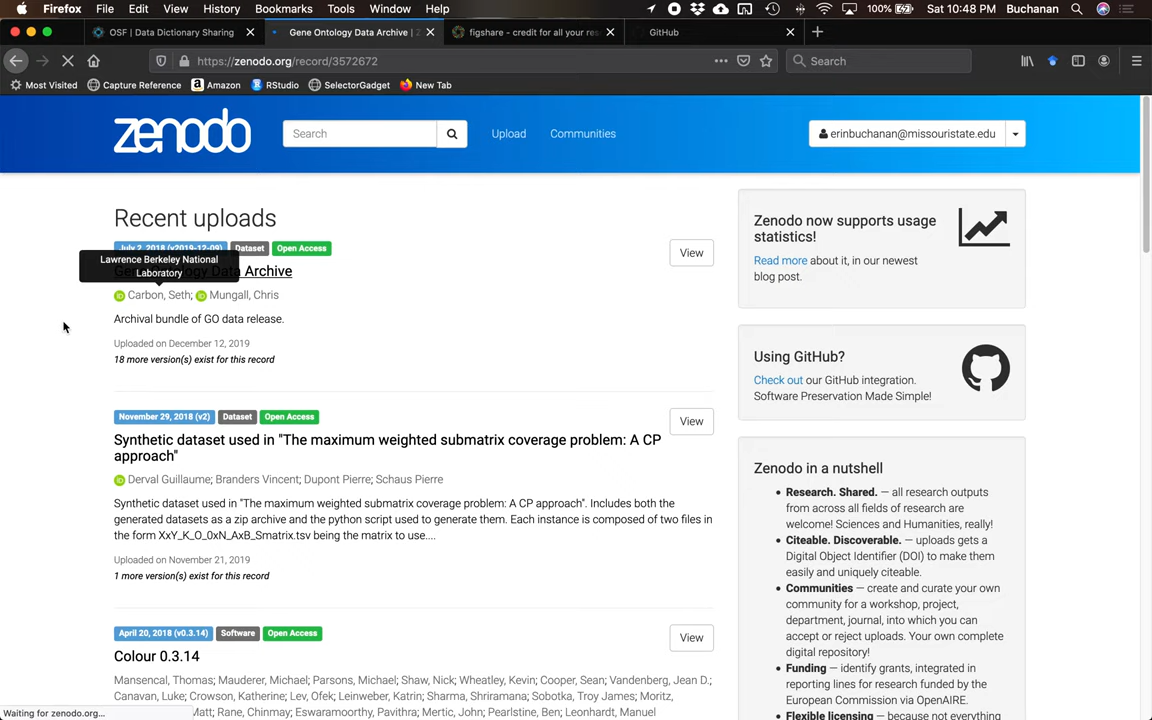 Firefox File Edit View History Bookmarks Tools Window Help 100% Sat 10:48 PM Buchanan
OSF | Data Dictionary Sharing Gene Ontology Data Archive | Z figshare - credit for all your res GitHub
https://zenodo.org/record/3572672 Search
Most Visited Capture Reference Amazon RStudio SelectorGadget New Tab
zenodo Search Upload Communities erinbuchanan@missouristate.edu
Recent uploads
July 2, 2018 (v2019-12-09) Dataset Open Access View
Lawrence Berkeley National
Laboratory
Archive
Carbon, Seth; Mungall, Chris
Archival bundle of GO data release.
Uploaded on December 12, 2019
18 more version(s) exist for this record
November 29, 2018 (v2) Dataset Open Access View
Synthetic dataset used in "The maximum weighted submatrix coverage problem: A CP
approach"
Derval Guillaume; Branders Vincent; Dupont Pierre; Schaus Pierre
Synthetic dataset used in "The maximum weighted submatrix coverage problem: A CP approach". Includes both the
generated datasets as a zip archive and the python script used to generate them. Each instance is composed of two files in
the form XxY_K_O_0xN_AxB_Smatrix.tsv being the matrix to use....
Uploaded on November 21, 2019
1 more version(s) exist for this record
April 20, 2018 (v0.3.14) Software Open Access View
Colour 0.3.14
Mansencal, Thomas; Mauderer, Michael; Parsons, Michael; Shaw, Nick; Wheatley, Kevin; Cooper, Sean; Vandenberg, Jean D.;
Canavan, Luke; Crowson, Katherine; Lev, Ofek; Leinweber, Katrin; Sharma, Shriramana; Sobotka, Troy James; Moritz,
Matt; Rane, Chinmay; Eswaramoorthy, Pavithra; Mertic, John; Pearlstine, Ben; Leonhardt, Manuel
Waiting for zenodo.org...
Zenodo now supports usage
statistics!
Read more about it, in our newest
blog post.
Using GitHub?
Check out our GitHub integration.
Software Preservation Made Simple!
Zenodo in a nutshell
• Research. Shared. — all research outputs
from across all fields of research are
welcome! Sciences and Humanities, really!
• Citeable. Discoverable. — uploads gets a
Digital Object Identifier (DOI) to make them
easily and uniquely citeable.
• Communities — create and curate your own
community for a workshop, project,
department, journal, into which you can
accept or reject uploads. Your own complete
digital repository!
• Funding — identify grants, integrated in
reporting lines for research funded by the
European Commission via OpenAIRE.
• Flexible licensing — because not everything